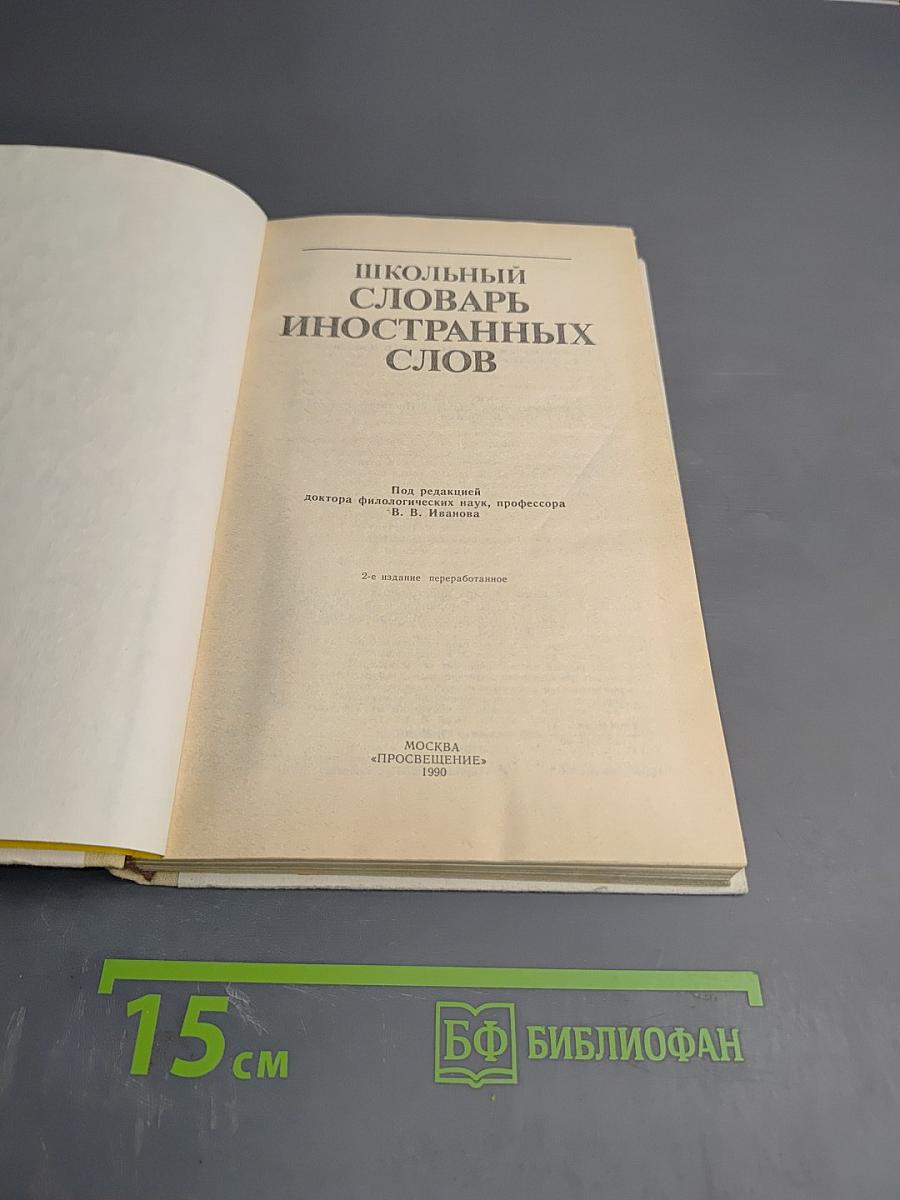 ШКОЛЬНЫЙ
СЛОВАРЬ
ИНОСТРАННЫХ
СЛОВ
Под редакцией
доктора филологических наук, профессора
В. В. Иванова
2-е издание переработанное
МОСКВА
«ПРОСВЕЩЕНИЕ»
1990
15 см
БФ БИБЛИОФАН